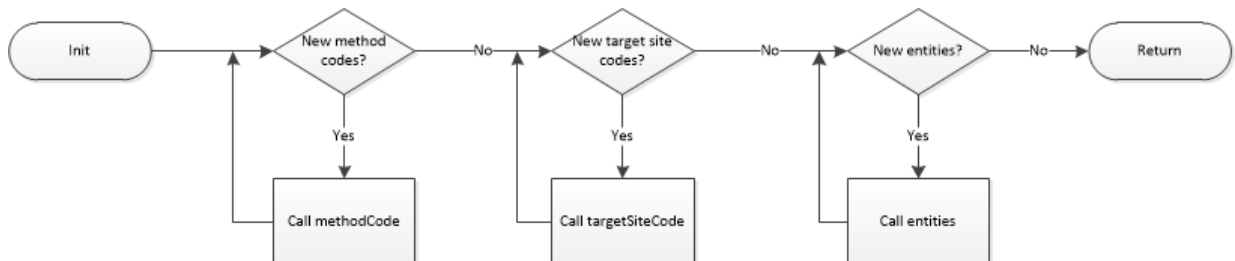 Init
New method
codes?
No
New target site
codes?
No
New entities?
No
Return
Yes
Yes
Yes
Call methodCode
Call targetSiteCode
Call entities